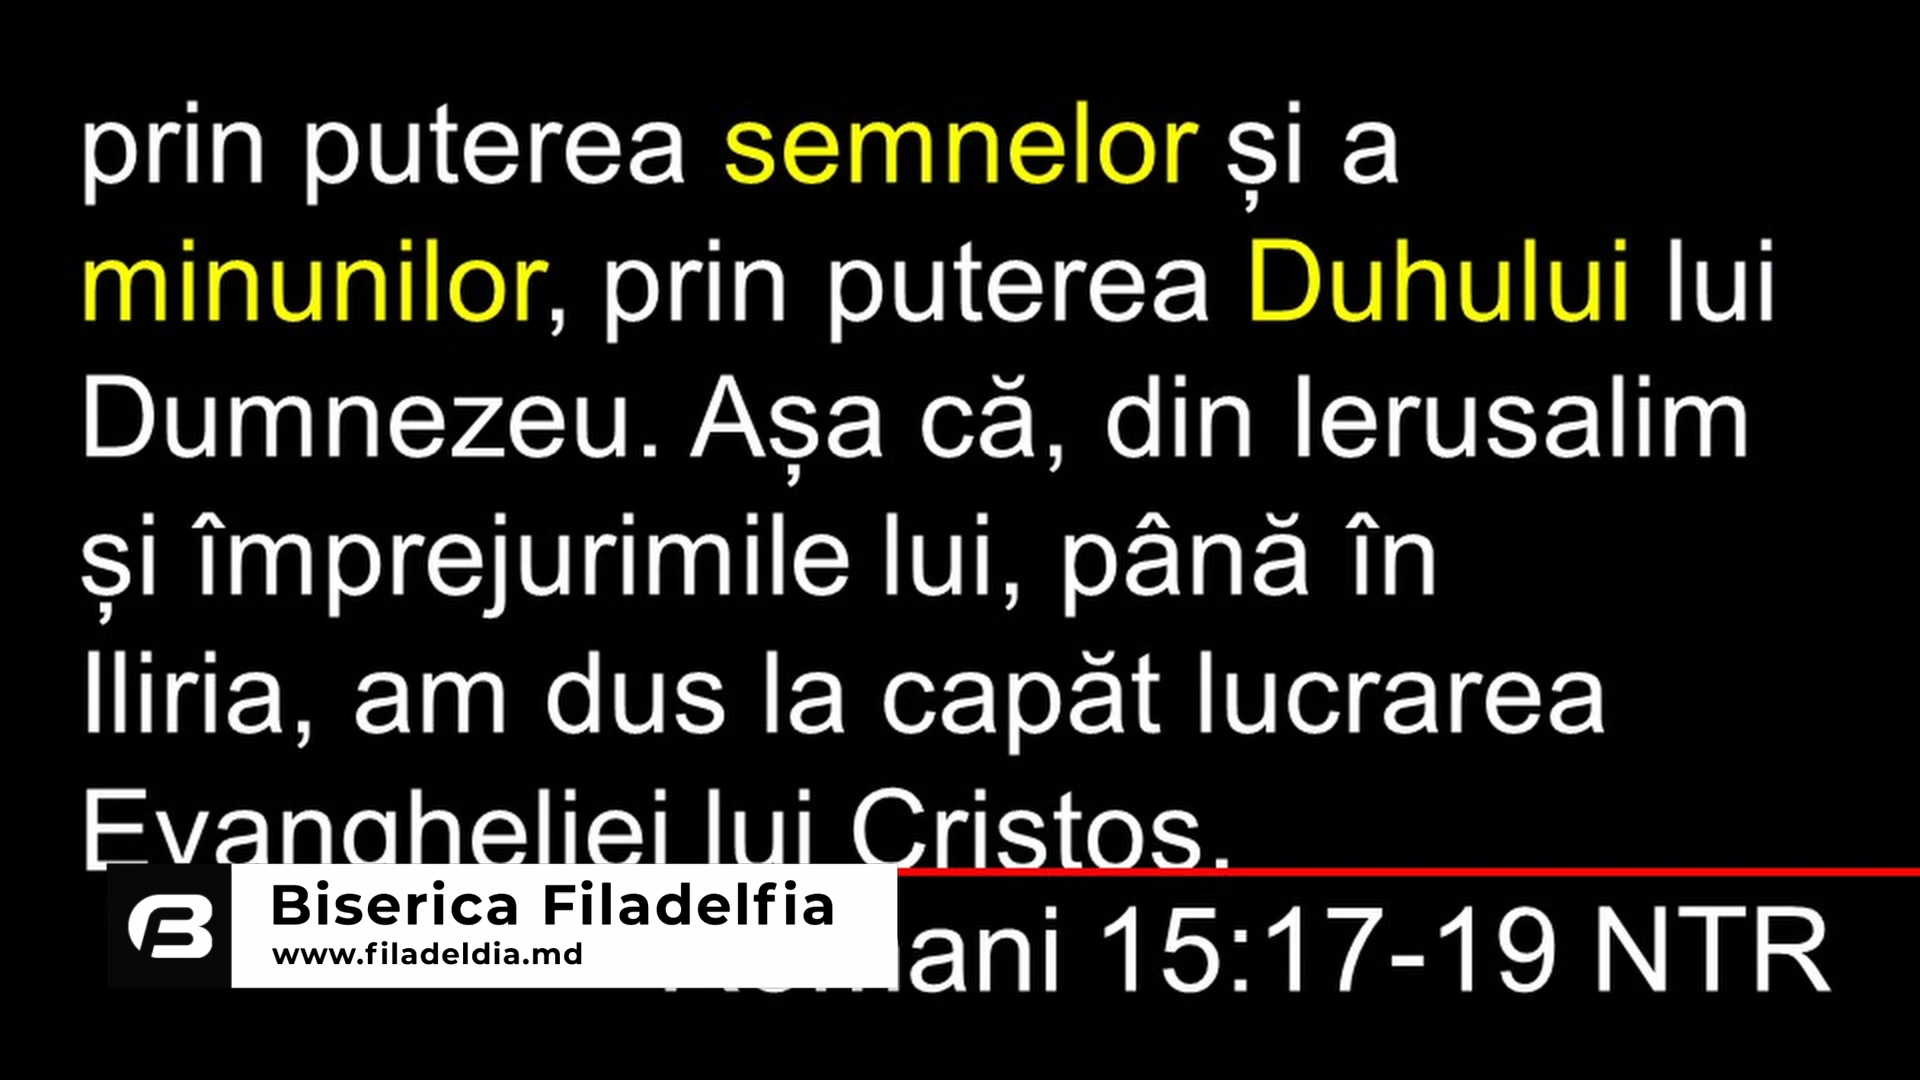 prin puterea semnelor și a
minunilor, prin puterea Duhului lui
Dumnezeu. Așa că, din Ierusalim
și împrejurimile lui, până în
Iliria, am dus la capăt lucrarea
Evangheliei lui Cristos.
Biserica Filadelfia
www.filadeldia.md
Romani 15:17-19 NTR